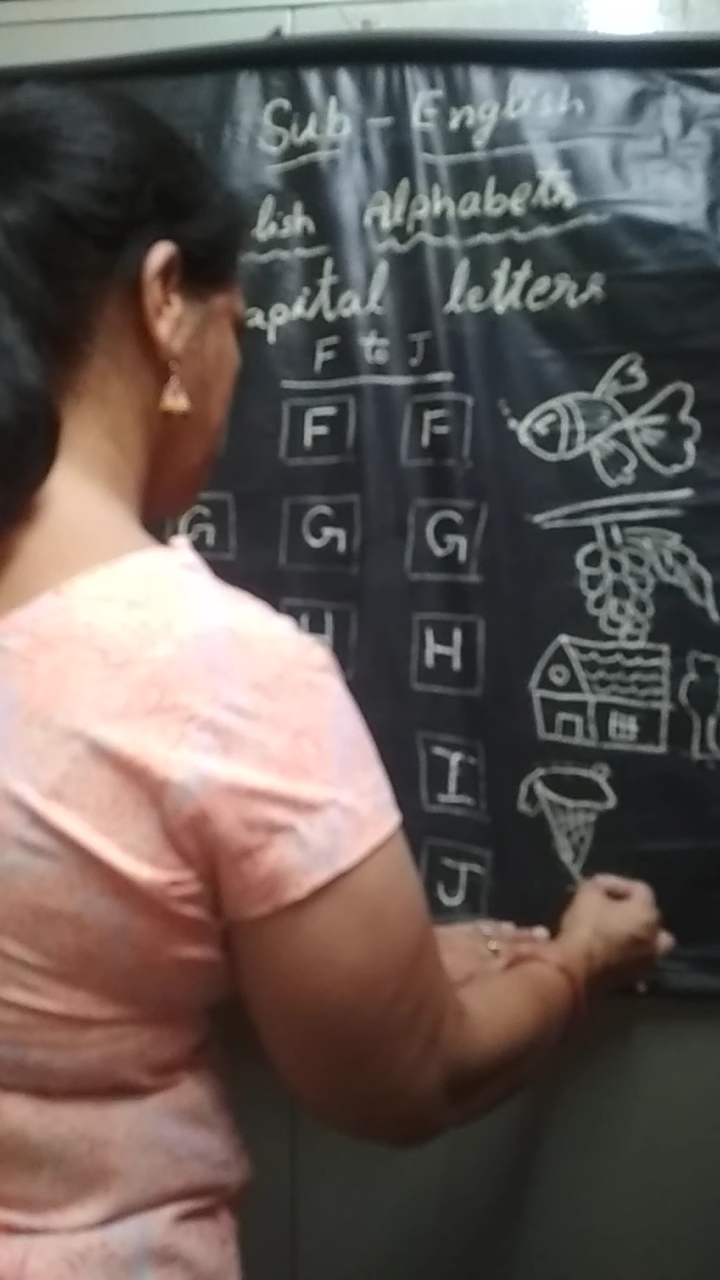 Sub - English
lish Alphabets
apital letters
F to J
F F
G G G
H H
I
J